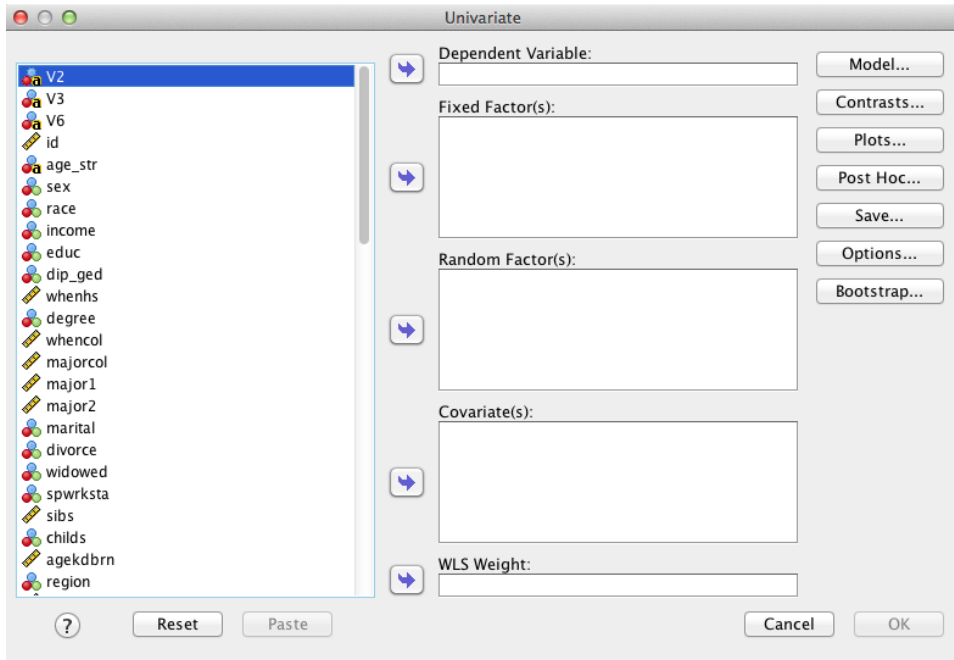 Univariate
V2
V3
V6
id
age_str
sex
race
income
educ
dip_ged
whenhs
degree
whencol
majorcol
major1
major2
marital
divorce
widowed
spwrksta
sibs
childs
agekdbrn
region
Dependent Variable:
Fixed Factor(s):
Random Factor(s):
Covariate(s):
WLS Weight:
Model...
Contrasts...
Plots...
Post Hoc...
Save...
Options...
Bootstrap...
?
Reset
Paste
Cancel
OK